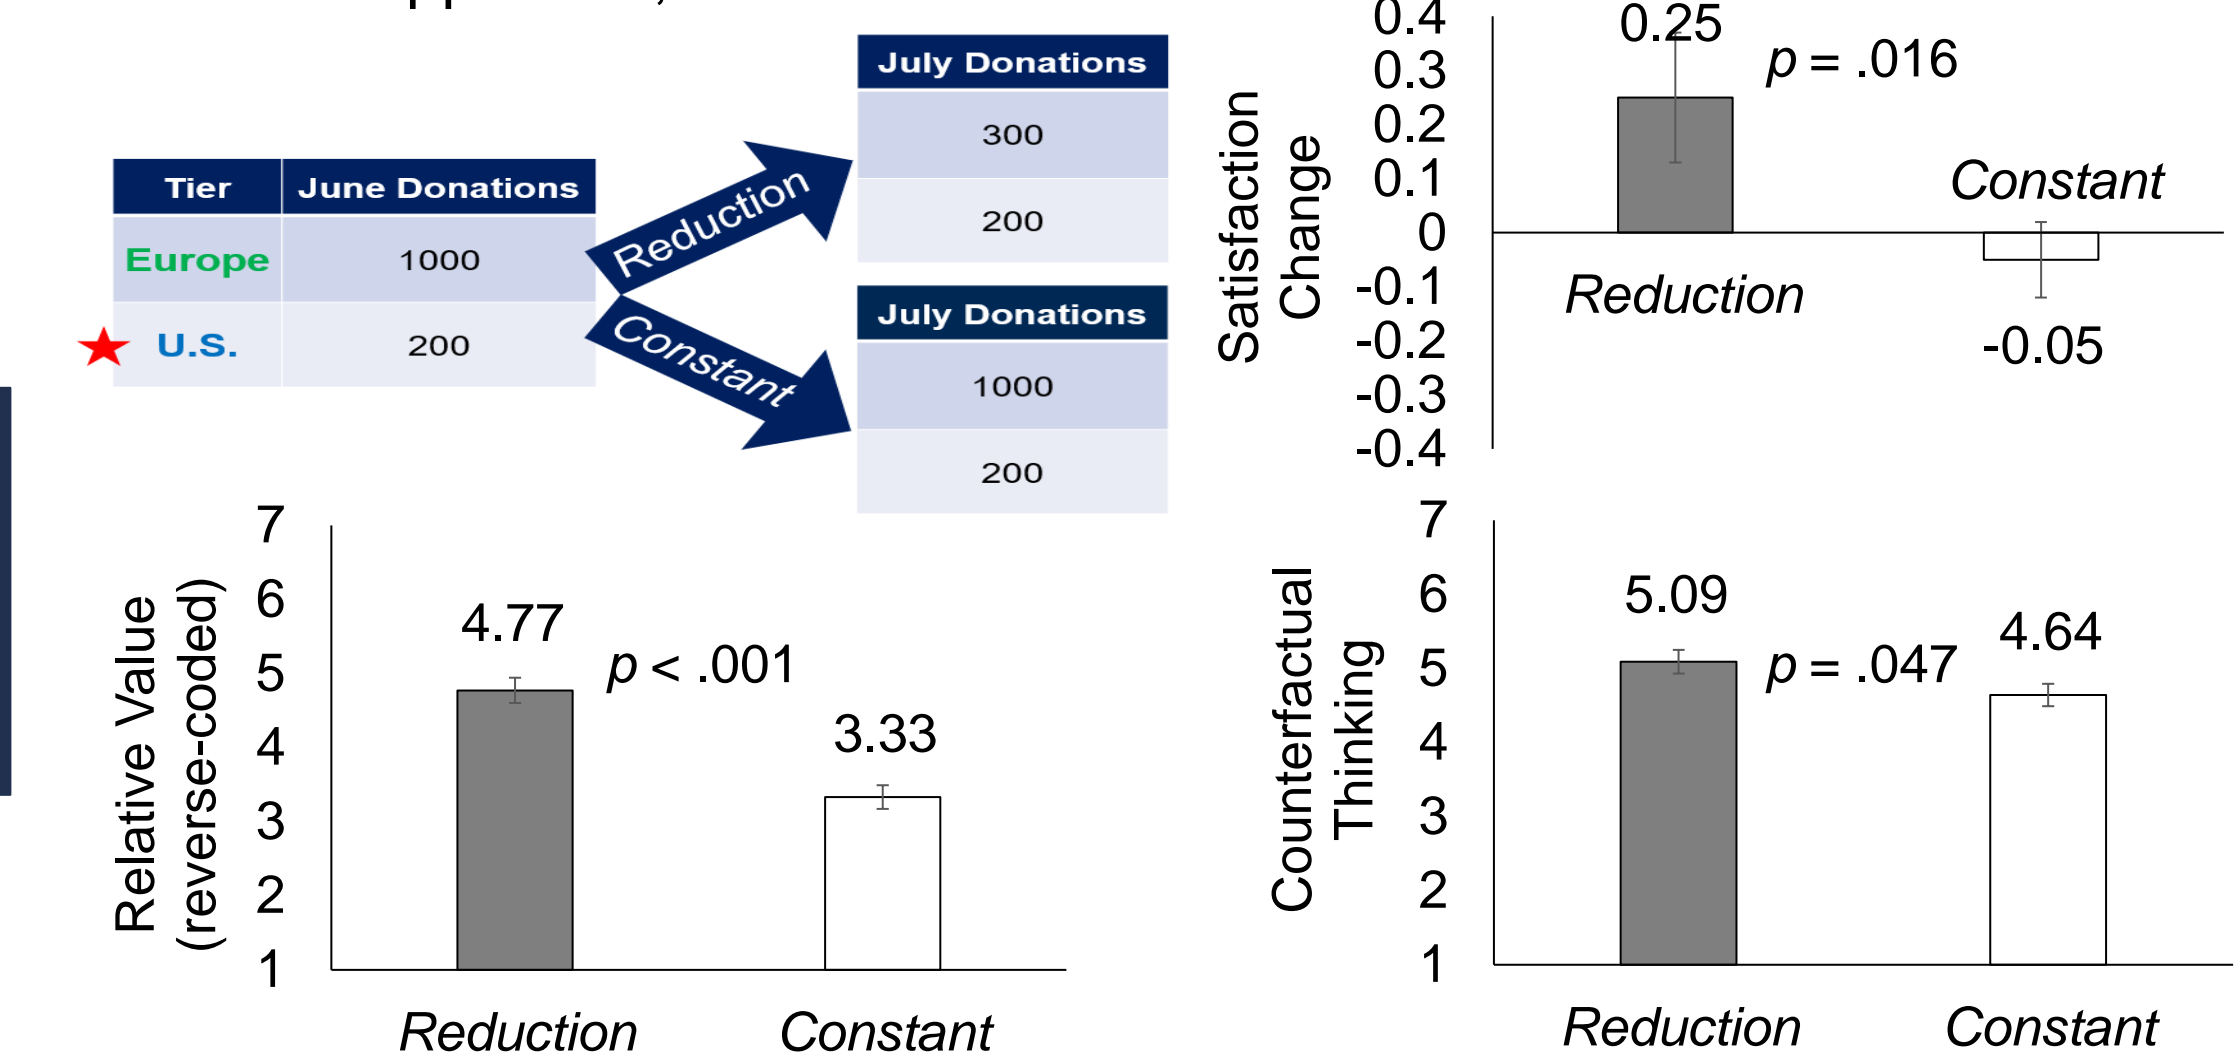 Tier June Donations
Europe 1000
U.S. 200
Reduction
Constant
July Donations
300
200
July Donations
1000
200
Satisfaction
Change
0.4
0.3
0.2
0.1
0
-0.1
-0.2
-0.3
-0.4
0.25
p = .016
Constant
Reduction
-0.05
Relative Value
(reverse-coded)
7
6
5
4
3
2
1
4.77
p < .001
3.33
Reduction Constant
Counterfactual
Thinking
7
6
5
4
3
2
1
5.09
p = .047
4.64
Reduction Constant